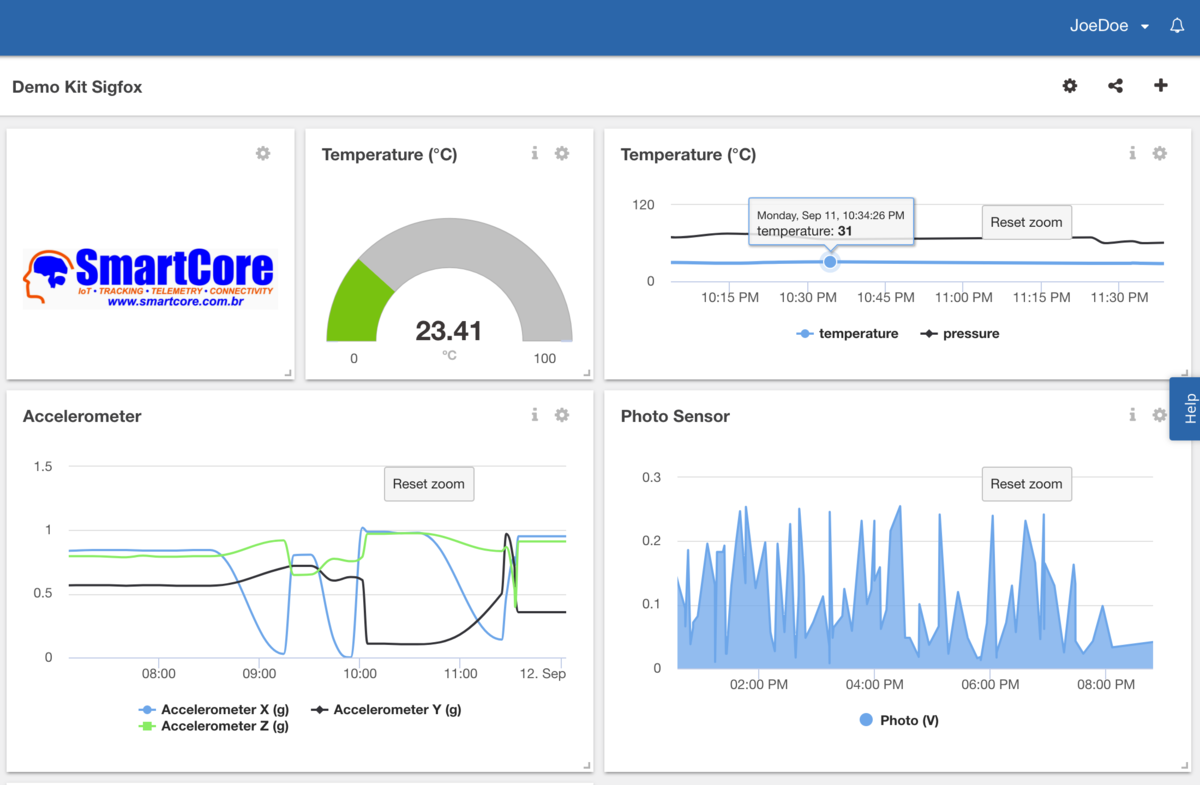 JoeDoe
Demo Kit Sigfox
SmartCore
IoT • TRACKING • TELEMETRY • CONNECTIVITY
www.smartcore.com.br
Temperature (°C)
23.41
°C
0
100
Temperature (°C)
120
0
Monday, Sep 11, 10:34:26 PM
temperature: 31
Reset zoom
10:15 PM 10:30 PM 10:45 PM 11:00 PM 11:15 PM 11:30 PM
temperature pressure
Help
Accelerometer
Reset zoom
1.5
1
0.5
0
08:00 09:00 10:00 11:00 12. Sep
Accelerometer X (g) Accelerometer Y (g)
Accelerometer Z (g)
Photo Sensor
Reset zoom
0.3
0.2
0.1
0
02:00 PM 04:00 PM 06:00 PM 08:00 PM
Photo (V)